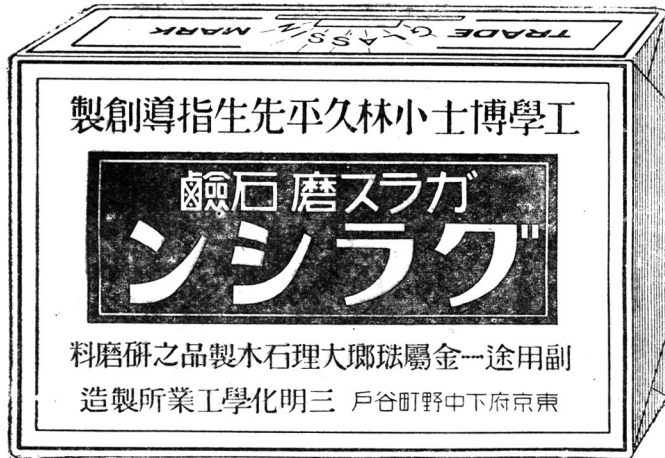 TRADE GLASSIN MARK
工學博士小林久平先生指導創製
ガラス磨石鹼
グラシン
副用途―金屬琺瑯大理石木製品之研磨料
東京府下中野町谷戶 三明化學工業所製造